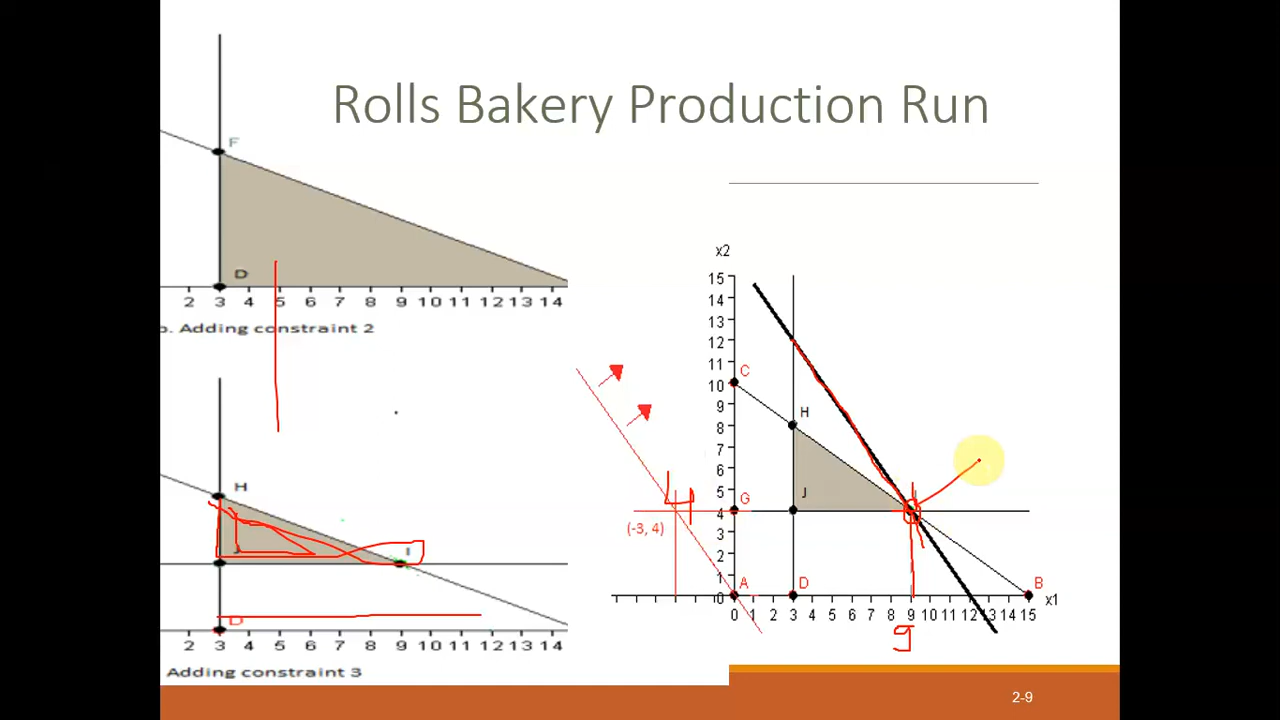 Rolls Bakery Production Run
F
D
2 3 4 5 6 7 8 9 10 11 12 13 14
b. Adding constraint 2
H
J
I
D
2 3 4 5 6 7 8 9 10 11 12 13 14
Adding constraint 3
x2
15
14
13
12
11
10
9
8
7
6
5
4
3
2
1
0
C
H
J
G
4
(-3, 4)
A
D
B
0 1 2 3 4 5 6 7 8 9 10 11 12 13 14 15
x1
9
2-9